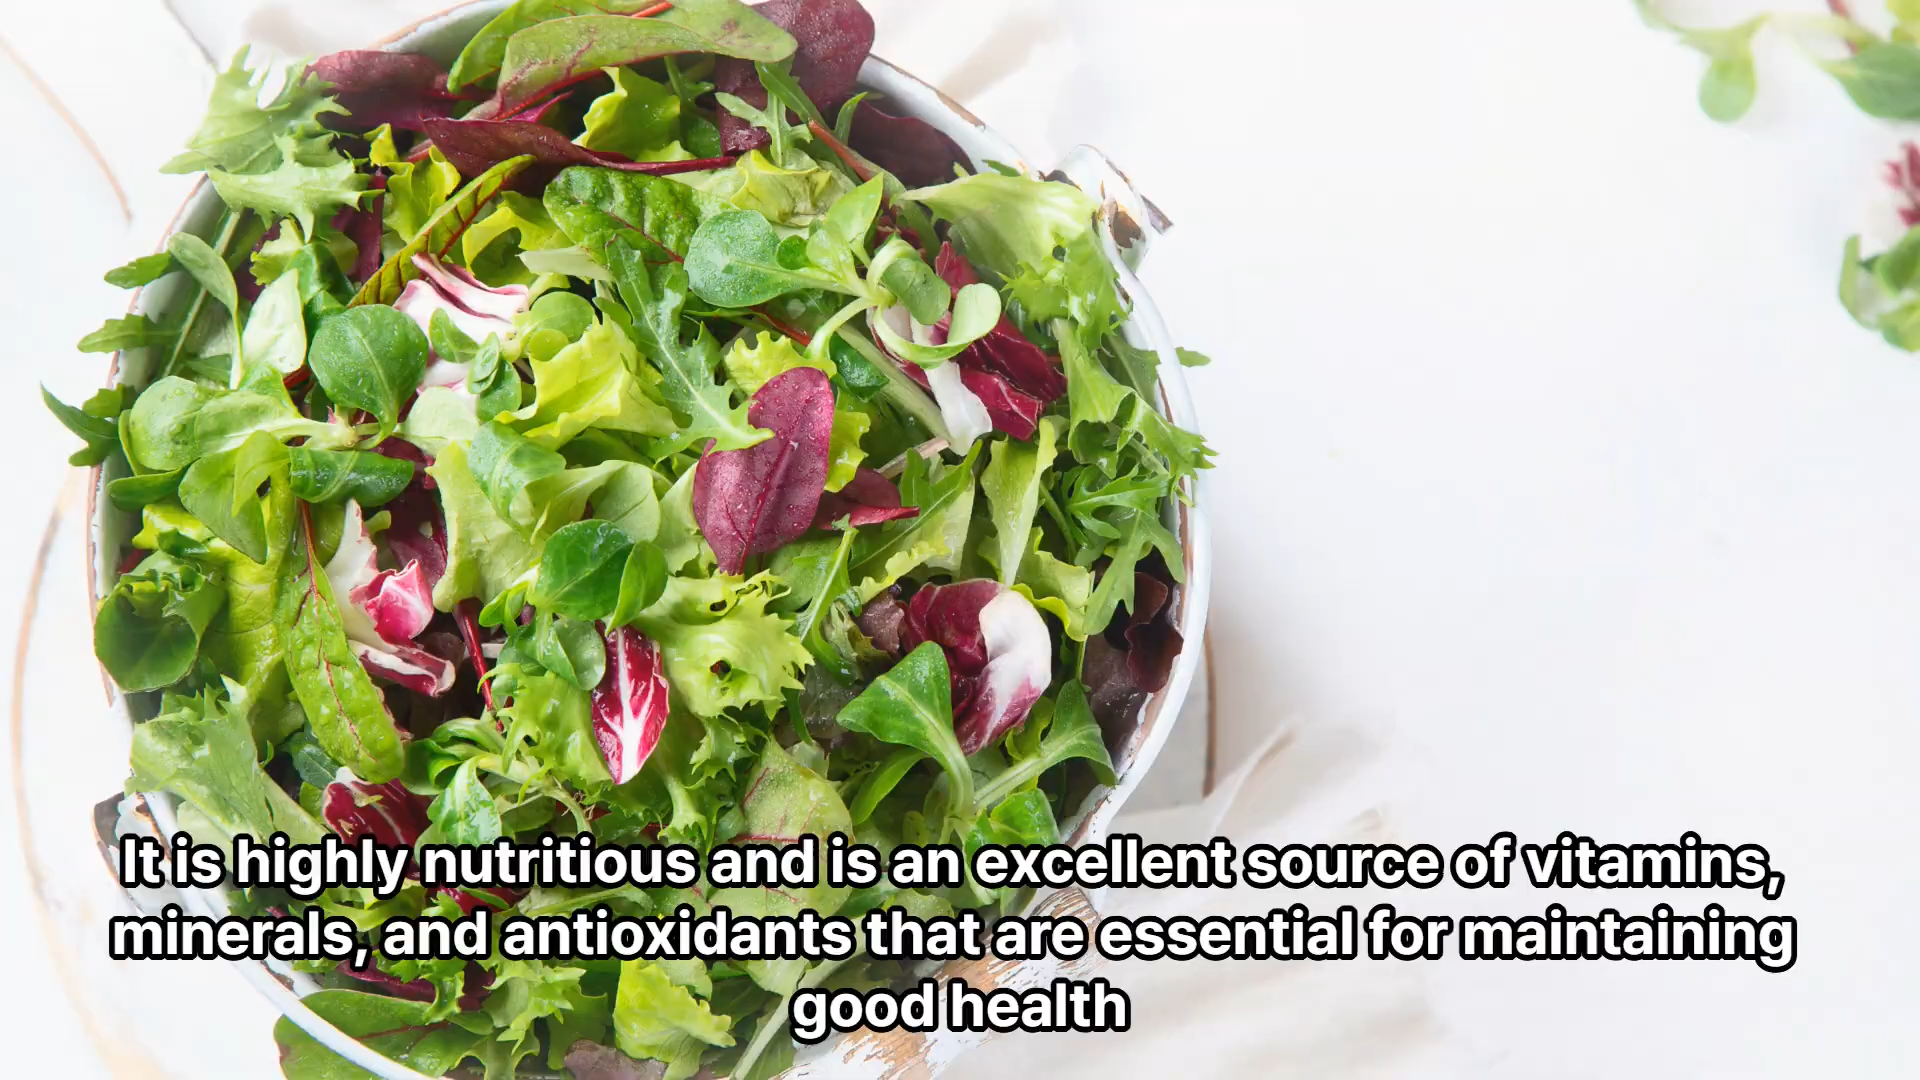 It is highly nutritious and is an excellent source of vitamins,
minerals, and antioxidants that are essential for maintaining
good health